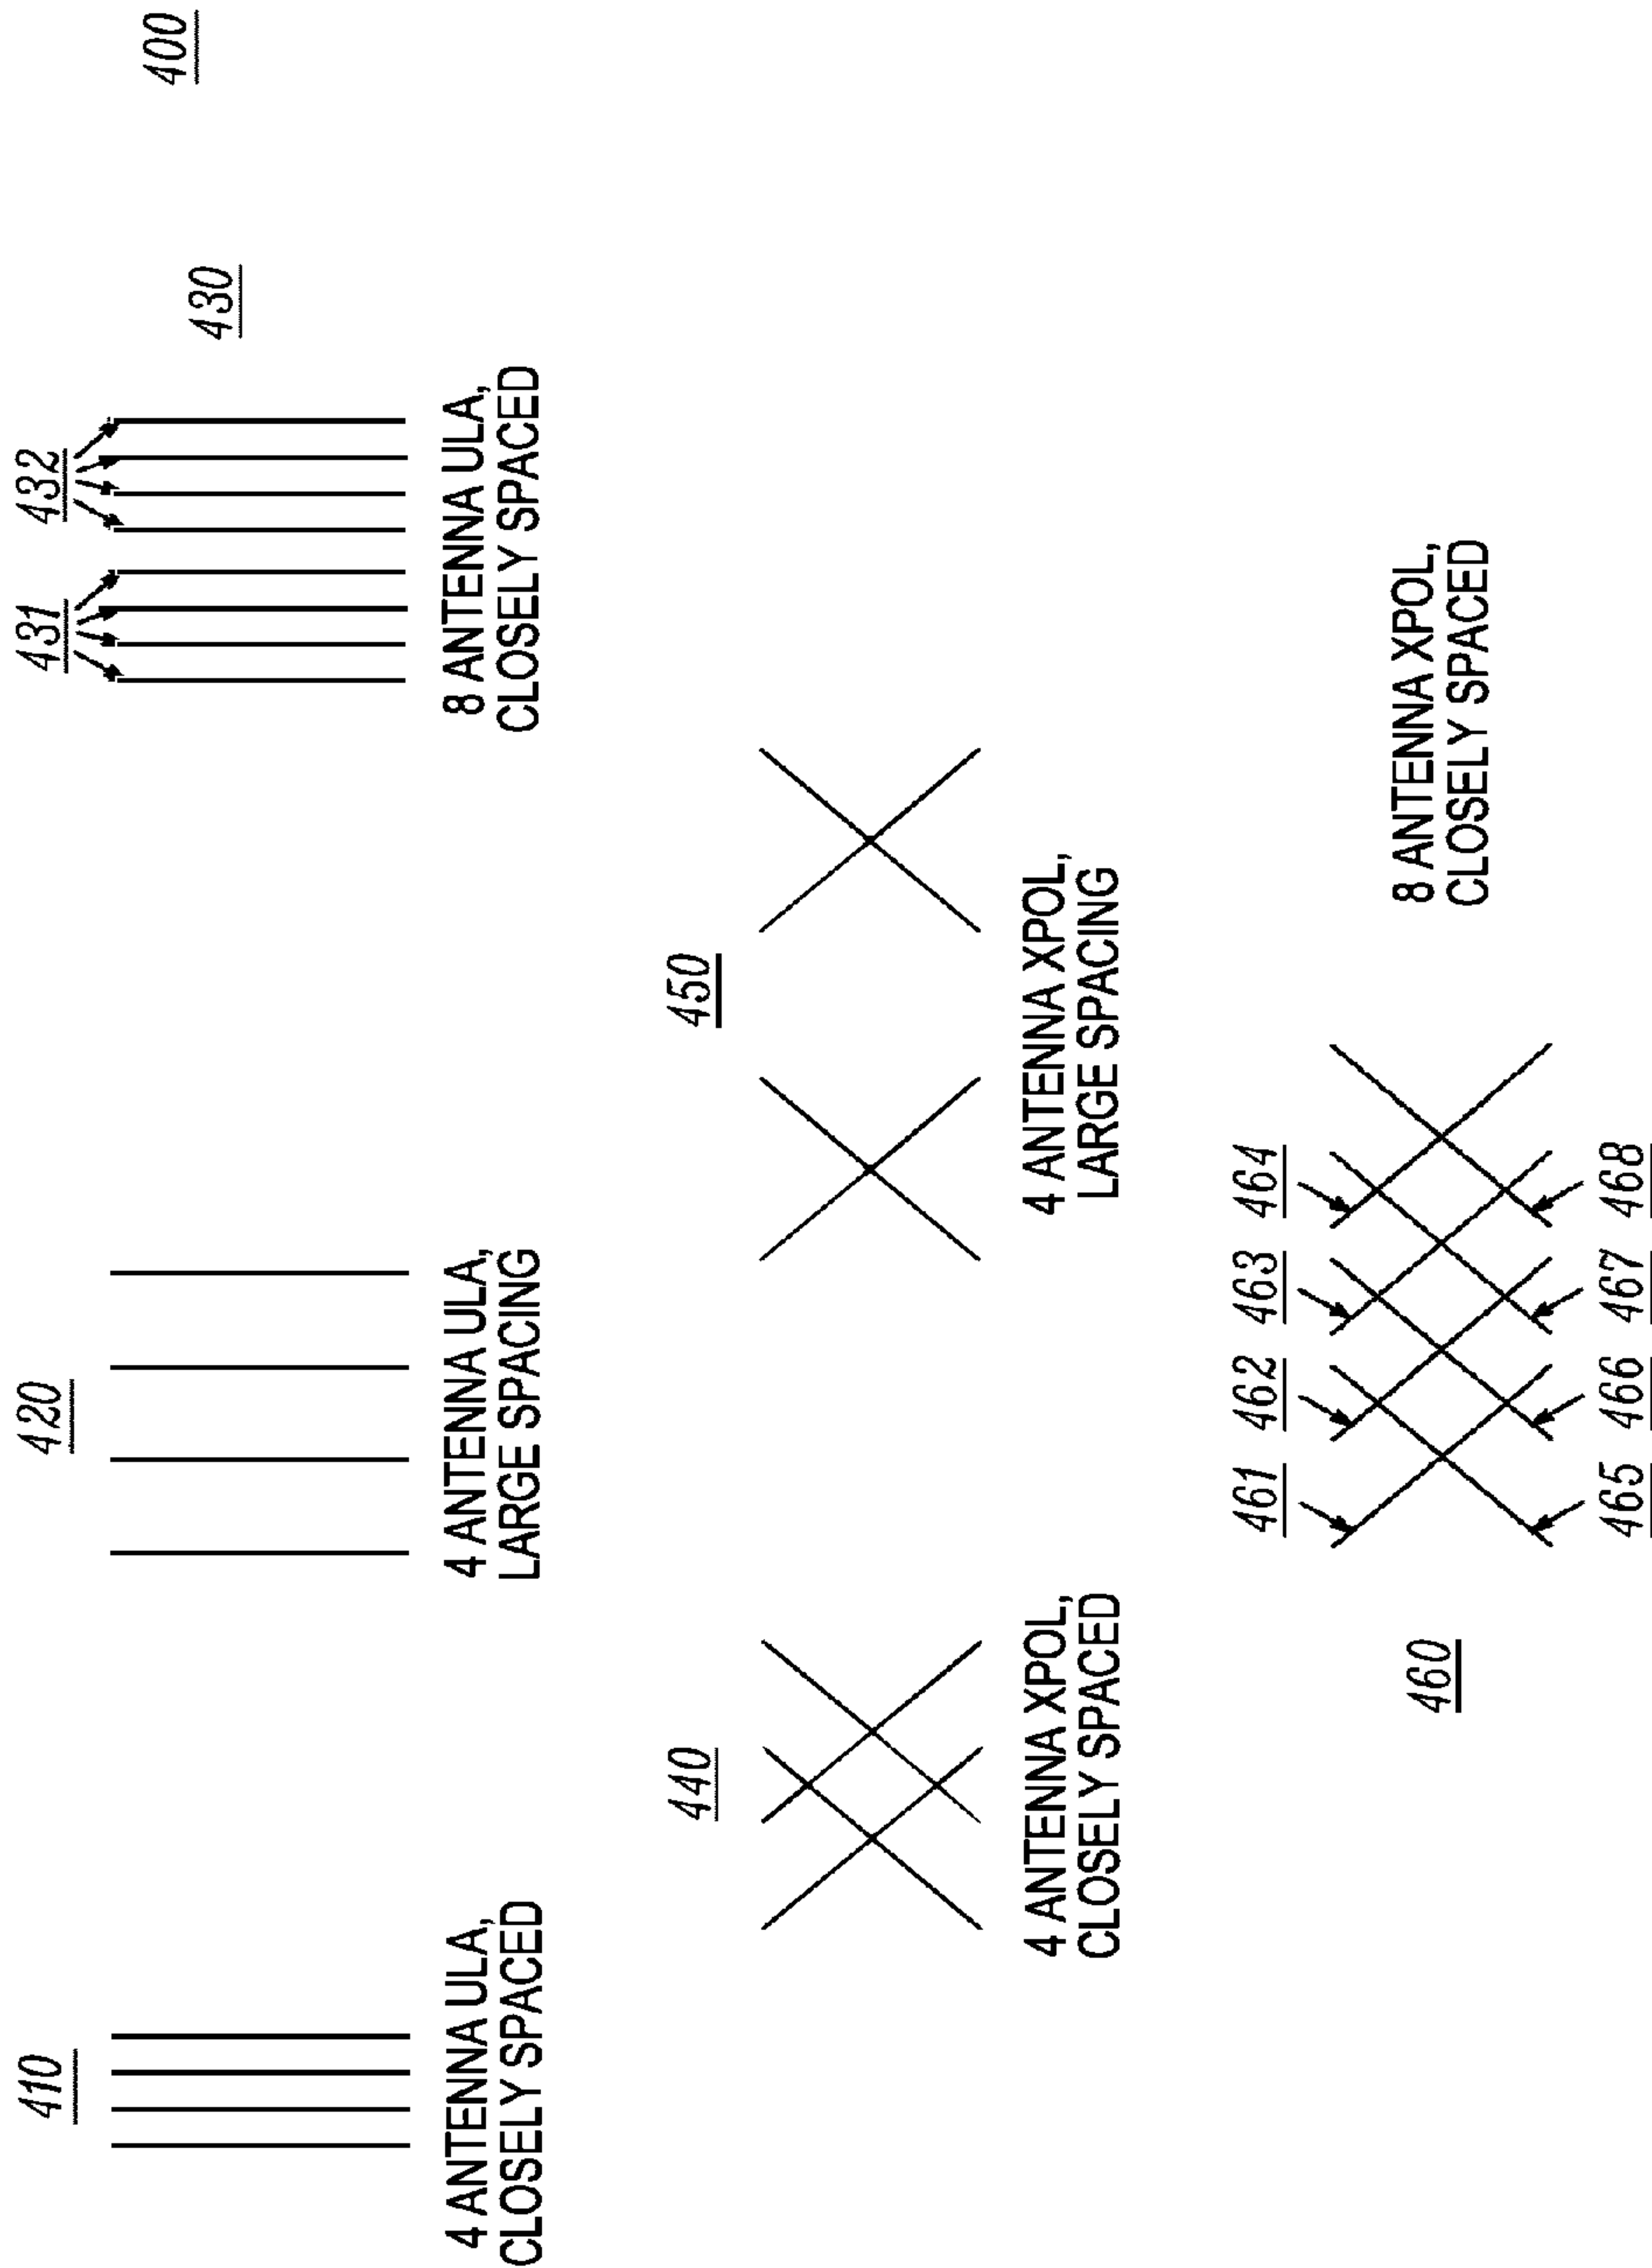 400
410
420
431
432
430
4 ANTENNA ULA,
CLOSELY SPACED
4 ANTENNA ULA,
LARGE SPACING
8 ANTENNA ULA,
CLOSELY SPACED
440
450
4 ANTENNA XPOL,
CLOSELY SPACED
4 ANTENNA XPOL,
LARGE SPACING
461
462
463
464
460
465
466
467
468
8 ANTENNA XPOL,
CLOSELY SPACED